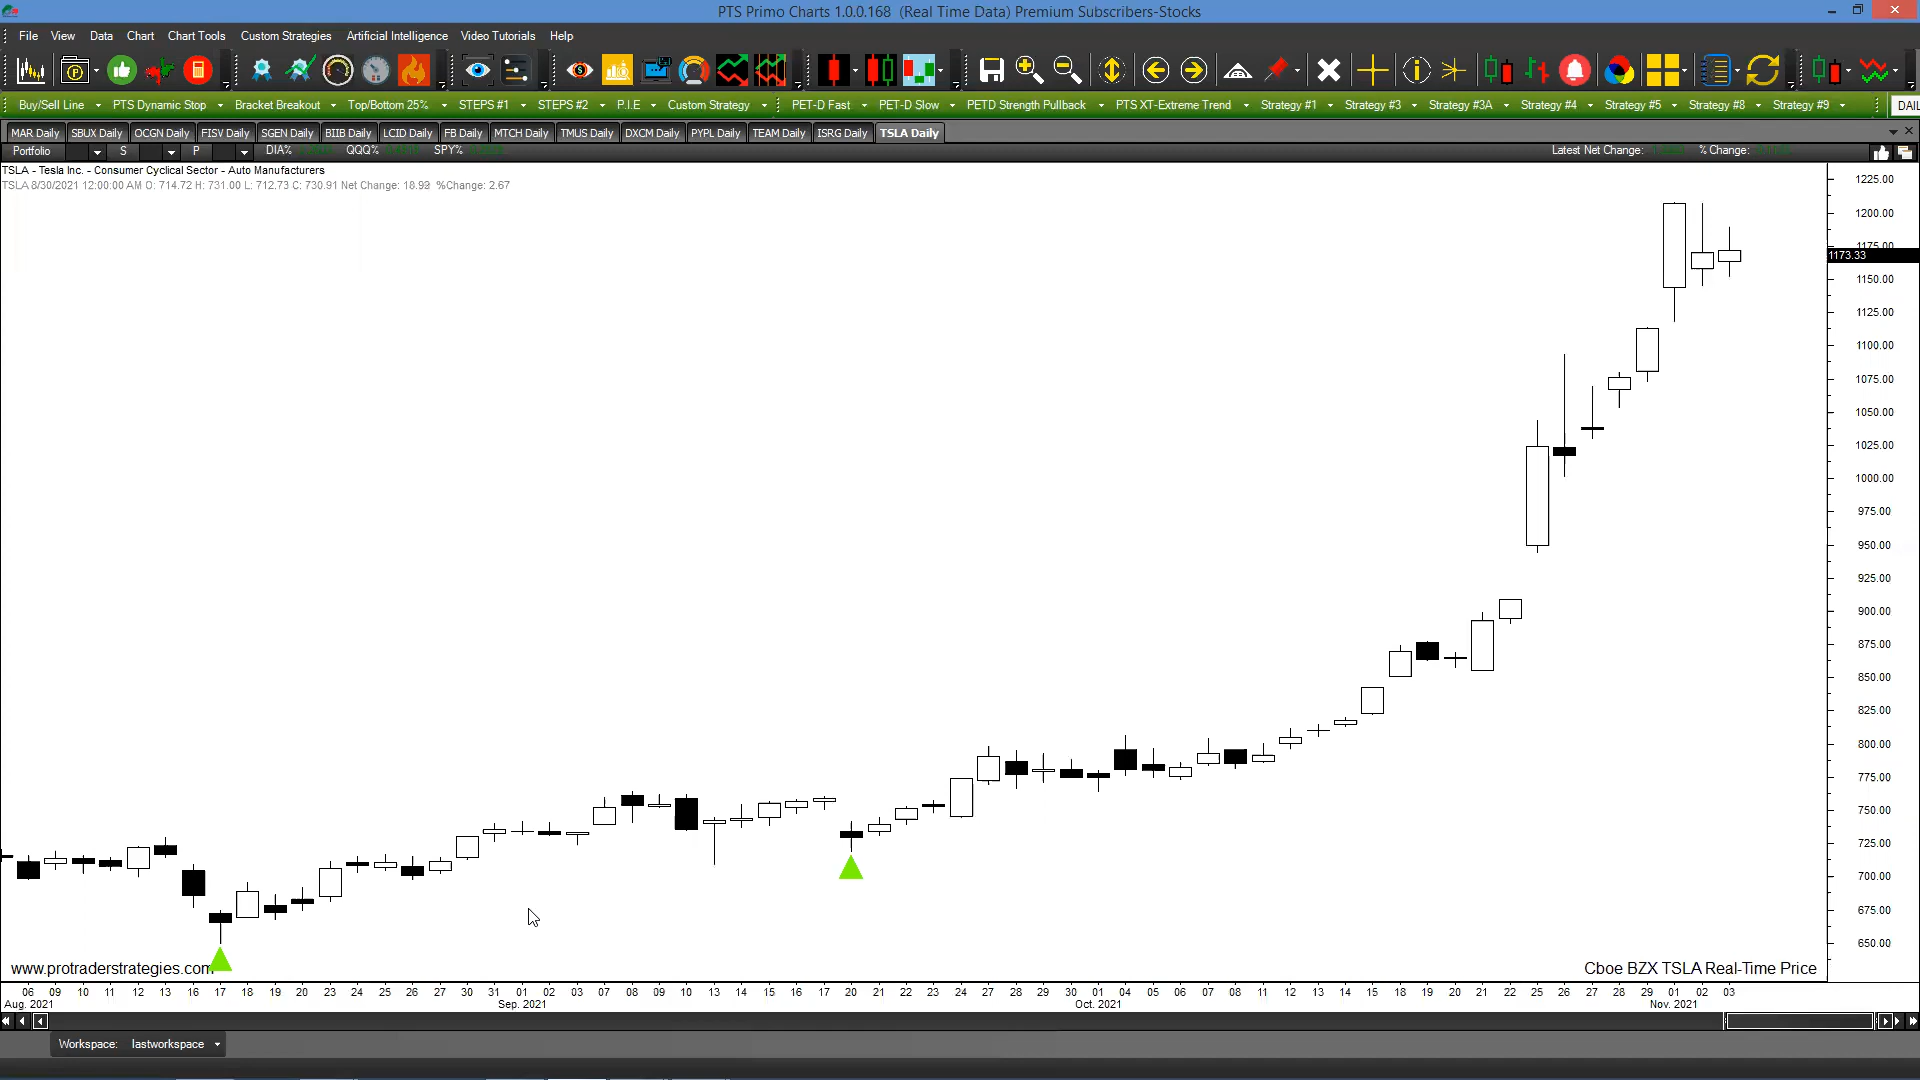 PTS Primo Charts 1.0.0.168 (Real Time Data) Premium Subscribers-Stocks
File View Data Chart Chart Tools Custom Strategies Artificial Intelligence Video Tutorials Help
Buy/Sell Line PTS Dynamic Stop Bracket Breakout Top/Bottom 25% STEPS #1 STEPS #2 P.I.E Custom Strategy PET-D Fast PET-D Slow PETD Strength Pullback PTS XT-Extreme Trend Strategy #1 Strategy #3 Strategy #3A Strategy #4 Strategy #5 Strategy #8 Strategy #9 DAIL
MAR Daily SBUX Daily OCGN Daily FISV Daily SGEN Daily BIIB Daily LCID Daily FB Daily MTCH Daily TMUS Daily DXCM Daily PYPL Daily TEAM Daily ISRG Daily TSLA Daily
Portfolio S P DIA% QQQ% SPY% Latest Net Change: % Change:
TSLA - Tesla Inc. - Consumer Cyclical Sector - Auto Manufacturers
TSLA 8/30/2021 12:00:00 AM O: 714.72 H: 731.00 L: 712.73 C: 730.91 Net Change: 18.92 %Change: 2.67
1225.00
1200.00
1175.00
1173.33
1150.00
1125.00
1100.00
1075.00
1050.00
1025.00
1000.00
975.00
950.00
925.00
900.00
875.00
850.00
825.00
800.00
775.00
750.00
725.00
700.00
675.00
650.00
www.protraderstrategies.com
Cboe BZX TSLA Real-Time Price
06 09 10 11 12 13 16 17 18 19 20 23 24 25 26 27 30 31 01 02 03 07 08 09 10 13 14 15 16 17 20 21 22 23 24 27 28 29 30 01 04 05 06 07 08 11 12 13 14 15 18 19 20 21 22 25 26 27 28 29 01 02 03
Aug. 2021 Sep. 2021 Oct. 2021 Nov. 2021
Workspace: lastworkspace